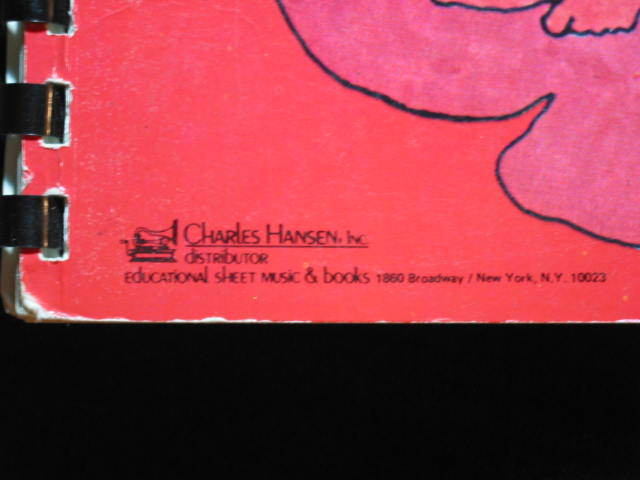 Charles Hansen, Inc.
distributor
educational sheet music & books 1860 Broadway / New York, N.Y. 10023